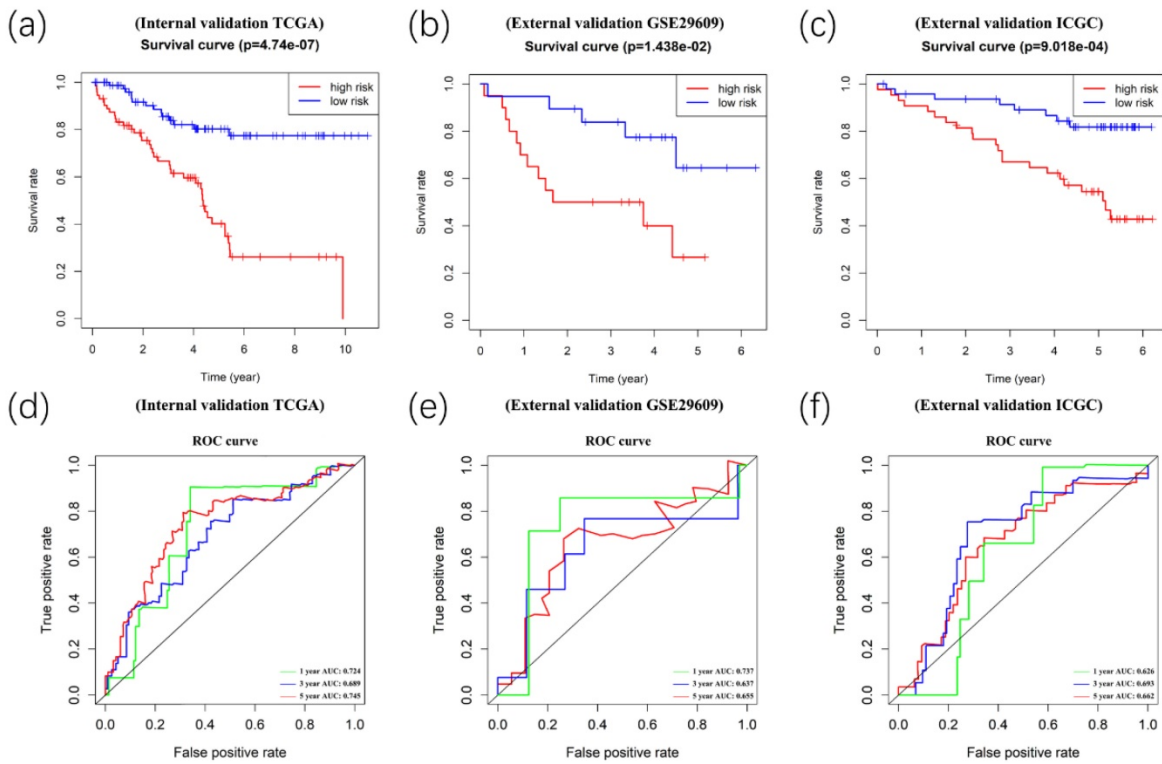 (a)
(Internal validation TCGA)
Survival curve (p=4.74e-07)
high risk
low risk
Survival rate
1.0
0.8
0.6
0.4
0.2
0.0
0 2 4 6 8 10
Time (year)
(b)
(External validation GSE29609)
Survival curve (p=1.438e-02)
high risk
low risk
Survival rate
1.0
0.8
0.6
0.4
0.2
0.0
0 1 2 3 4 5 6
Time (year)
(c)
(External validation ICGC)
Survival curve (p=9.018e-04)
high risk
low risk
Survival rate
1.0
0.8
0.6
0.4
0.2
0.0
0 1 2 3 4 5 6
Time (year)
(d)
(Internal validation TCGA)
ROC curve
True positive rate
1.0
0.8
0.6
0.4
0.2
0.0
1 year AUC: 0.724
3 year AUC: 0.689
5 year AUC: 0.745
0.0 0.2 0.4 0.6 0.8 1.0
False positive rate
(e)
(External validation GSE29609)
ROC curve
True positive rate
1.0
0.8
0.6
0.4
0.2
0.0
1 year AUC: 0.737
3 year AUC: 0.637
5 year AUC: 0.655
0.0 0.2 0.4 0.6 0.8 1.0
False positive rate
(f)
(External validation ICGC)
ROC curve
True positive rate
1.0
0.8
0.6
0.4
0.2
0.0
1 year AUC: 0.626
3 year AUC: 0.693
5 year AUC: 0.662
0.0 0.2 0.4 0.6 0.8 1.0
False positive rate